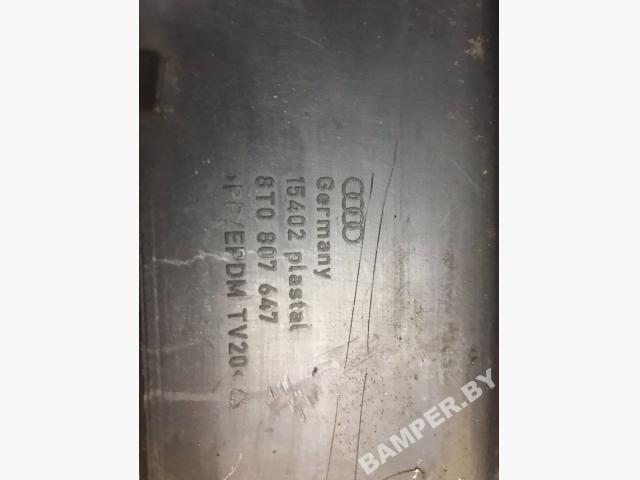 Germany
15402 plastal
8T0 807 647
>PP/EPDM TV20<
BAMPER.BY